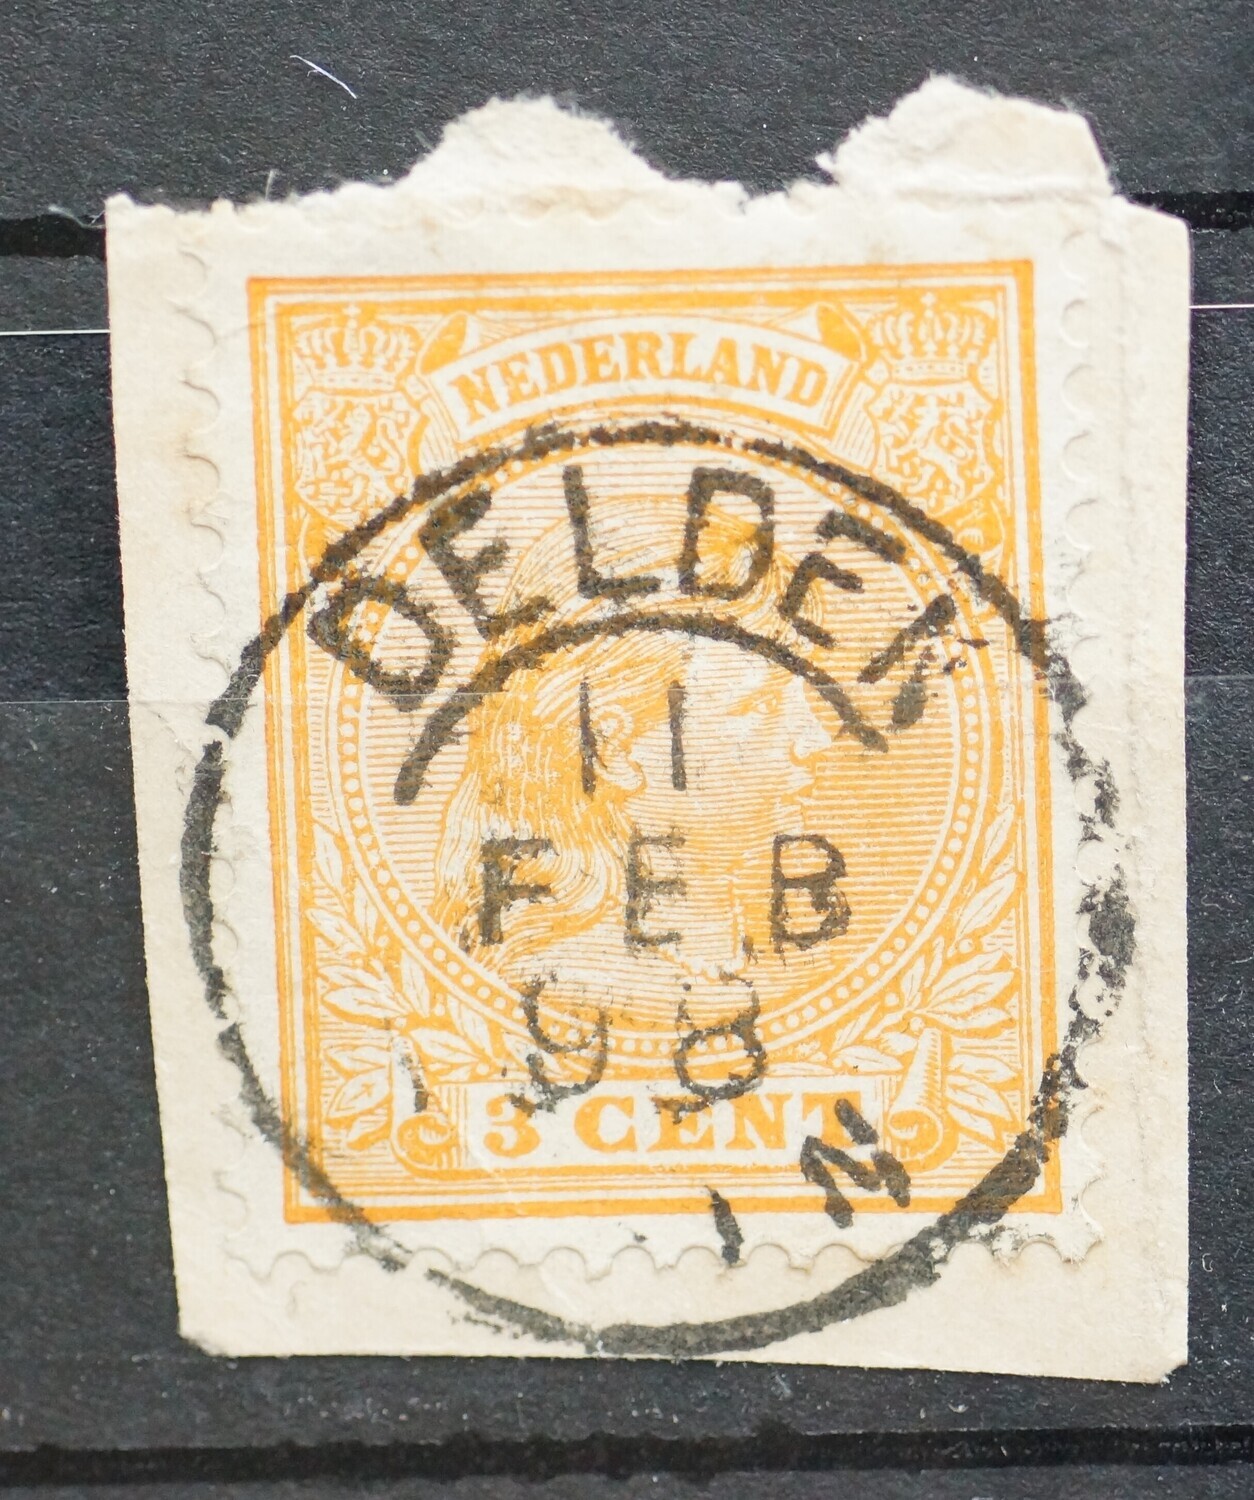 NEDERLAND
DELDEN
11
FEB
98
3 CENT